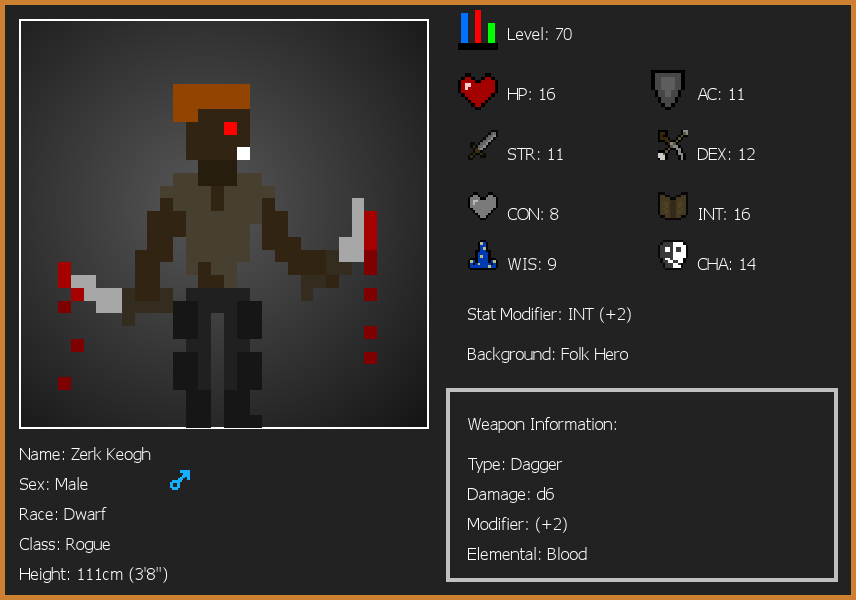 Level: 70
HP: 16
AC: 11
STR: 11
DEX: 12
CON: 8
INT: 16
WIS: 9
CHA: 14
Stat Modifier: INT (+2)
Background: Folk Hero
Weapon Information:
Type: Dagger
Damage: d6
Modifier: (+2)
Elemental: Blood
Name: Zerk Keogh
Sex: Male
Race: Dwarf
Class: Rogue
Height: 111cm (3'8")